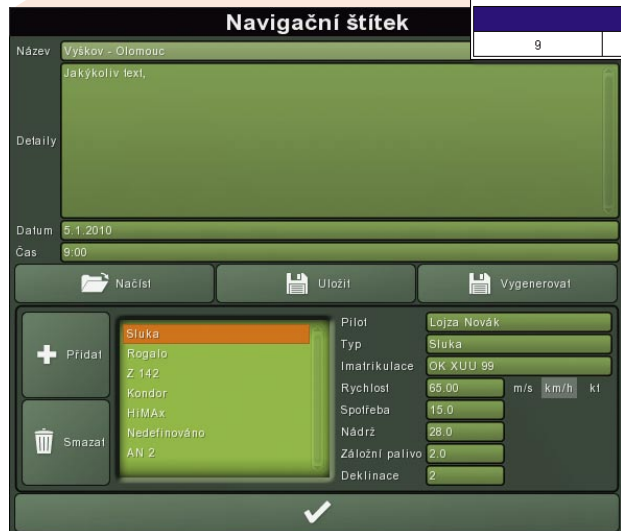 Navigační štítek
9
Název Vyškov - Olomouc
Jakýkoliv text,
Detaily
Datum 5.1.2010
Čas 9:00
Načíst Uložit Vygenerovat
Přidat
Smazat
Sluka
Rogalo
Z 142
Kondor
HiMAx
Nedefinováno
AN 2
Pilot Lojza Novák
Typ Sluka
Imatrikulace OK XUU 99
Rychlost 65.00 m/s km/h kt
Spotřeba 15.0
Nádrž 28.0
Záložní palivo 2.0
Deklinace 2